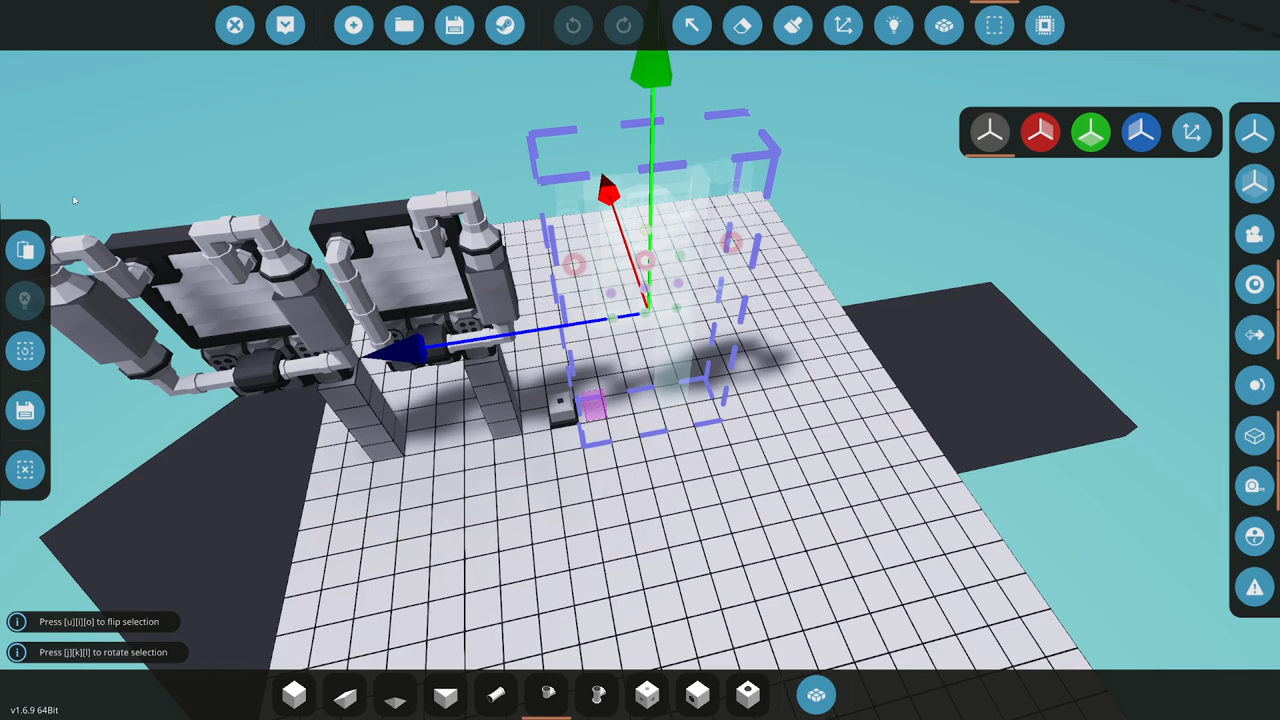 Press [u][i][o] to flip selection
Press [j][k][l] to rotate selection
v1.6.9 64Bit